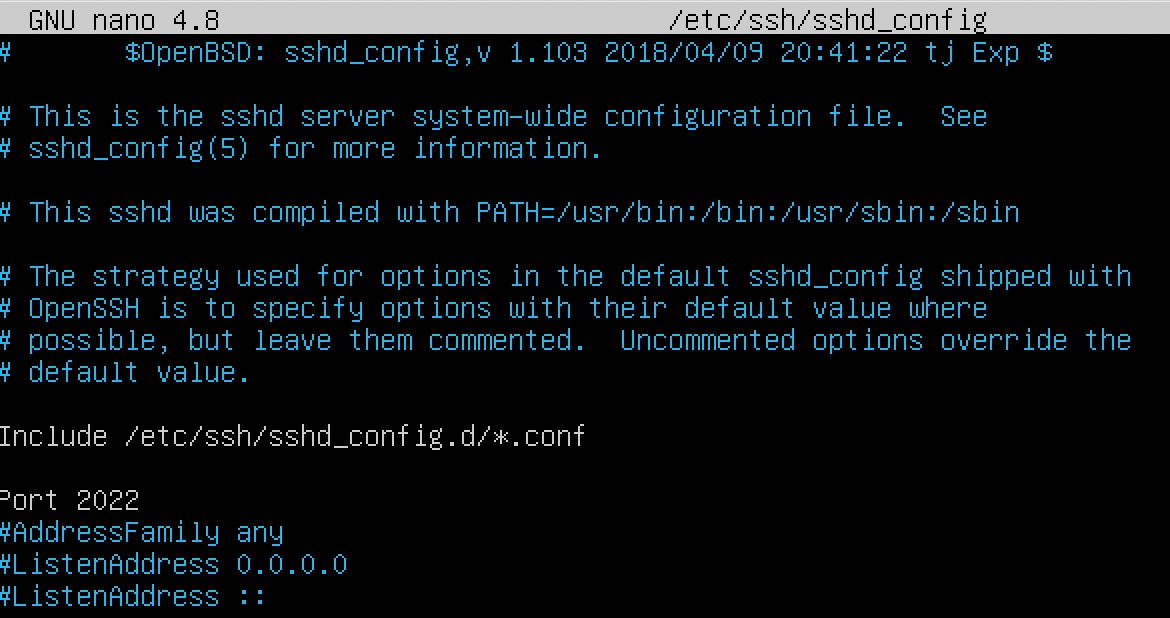 GNU nano 4.8 /etc/ssh/sshd_config
# $OpenBSD: sshd_config,v 1.103 2018/04/09 20:41:22 tj Exp $
# This is the sshd server system-wide configuration file. See
# sshd_config(5) for more information.
# This sshd was compiled with PATH=/usr/bin:/bin:/usr/sbin:/sbin
# The strategy used for options in the default sshd_config shipped with
# OpenSSH is to specify options with their default value where
# possible, but leave them commented. Uncommented options override the
# default value.
Include /etc/ssh/sshd_config.d/*.conf
Port 2022
#AddressFamily any
#ListenAddress 0.0.0.0
#ListenAddress ::